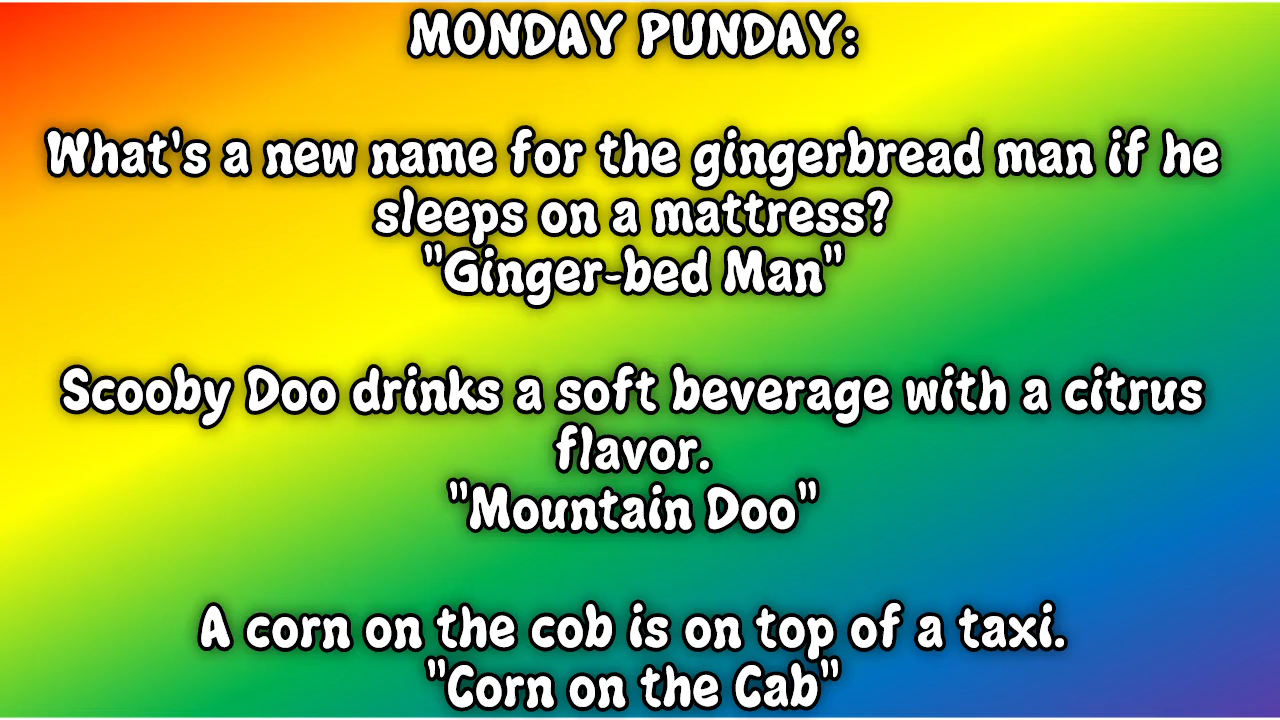 MONDAY PUNDAY:
What's a new name for the gingerbread man if he
sleeps on a mattress?
"Ginger-bed Man"
Scooby Doo drinks a soft beverage with a citrus
flavor.
"Mountain Doo"
A corn on the cob is on top of a taxi.
"Corn on the Cab"